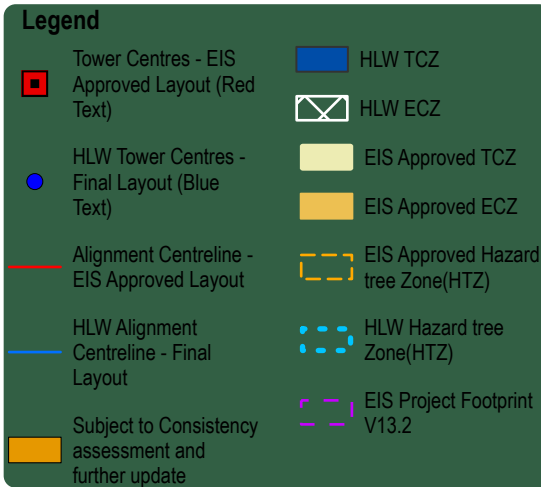 Legend
Tower Centres - EIS
Approved Layout (Red
Text)
HLW Tower Centres -
Final Layout (Blue
Text)
Alignment Centreline -
EIS Approved Layout
HLW Alignment
Centreline - Final
Layout
Subject to Consistency
assessment and
further update
HLW TCZ
HLW ECZ
EIS Approved TCZ
EIS Approved ECZ
EIS Approved Hazard
tree Zone(HTZ)
HLW Hazard tree
Zone(HTZ)
EIS Project Footprint
V13.2